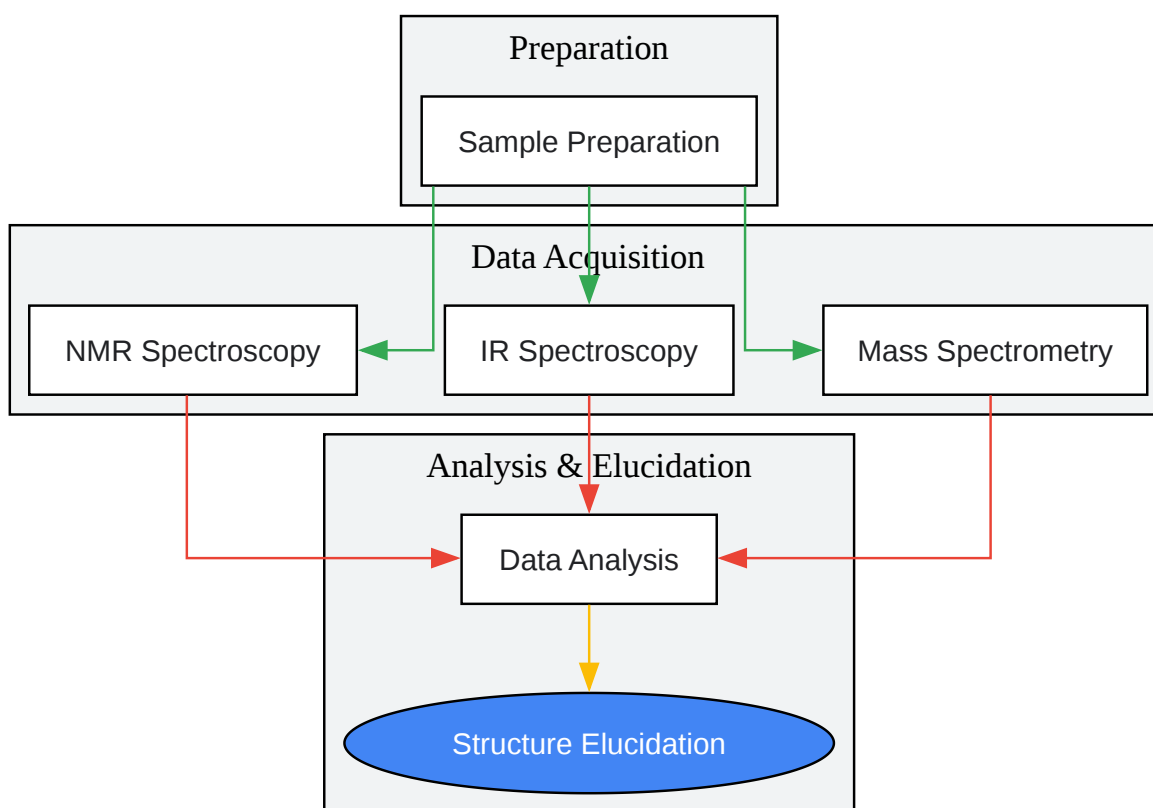 Preparation
Sample Preparation
Data Acquisition
NMR Spectroscopy
IR Spectroscopy
Mass Spectrometry
Analysis & Elucidation
Data Analysis
Structure Elucidation